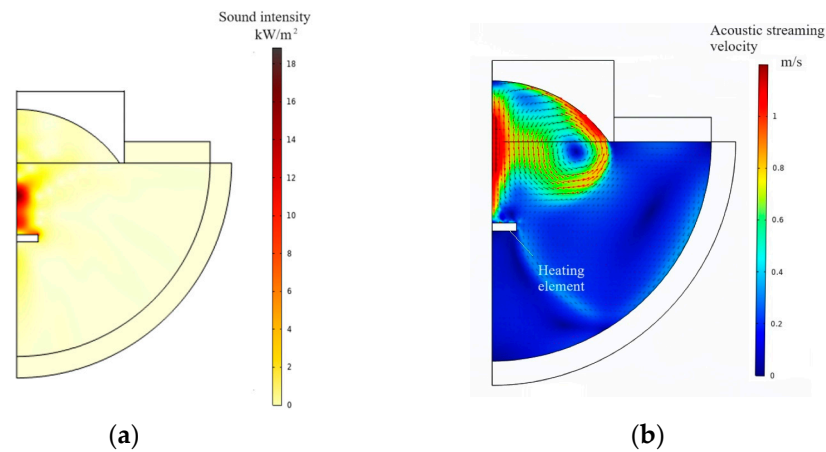 Sound intensity
kW/m²
18
16
14
12
10
8
6
4
2
0
(a)
Acoustic streaming
velocity
m/s
1
0.8
0.6
0.4
0.2
0
Heating
element
(b)